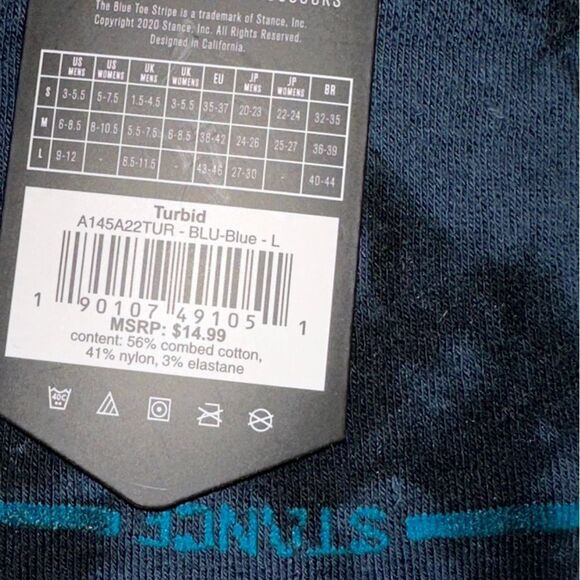 The Blue Toe Stripe is a trademark of Stance, Inc.
Copyright 2020 Stance, Inc. All Rights Reserved.
Designed in California.
US MENS US WOMENS UK MENS UK WOMENS EU JP MENS JP WOMENS BR
S 3-5.5 5-7.5 1.5-4.5 3-5.5 35-37 20-23 22-24 32-35
M 6-8.5 8-10.5 5.5-7.5 6-8.5 38-42 24-26 25-27 36-39
L 9-12 - 8.5-11.5 - 43-46 27-30 - 40-44
Turbid
A145A22TUR - BLU-Blue - L
1 90107 49105 1
MSRP: $14.99
content: 56% combed cotton,
41% nylon, 3% elastane
40C
STANCE